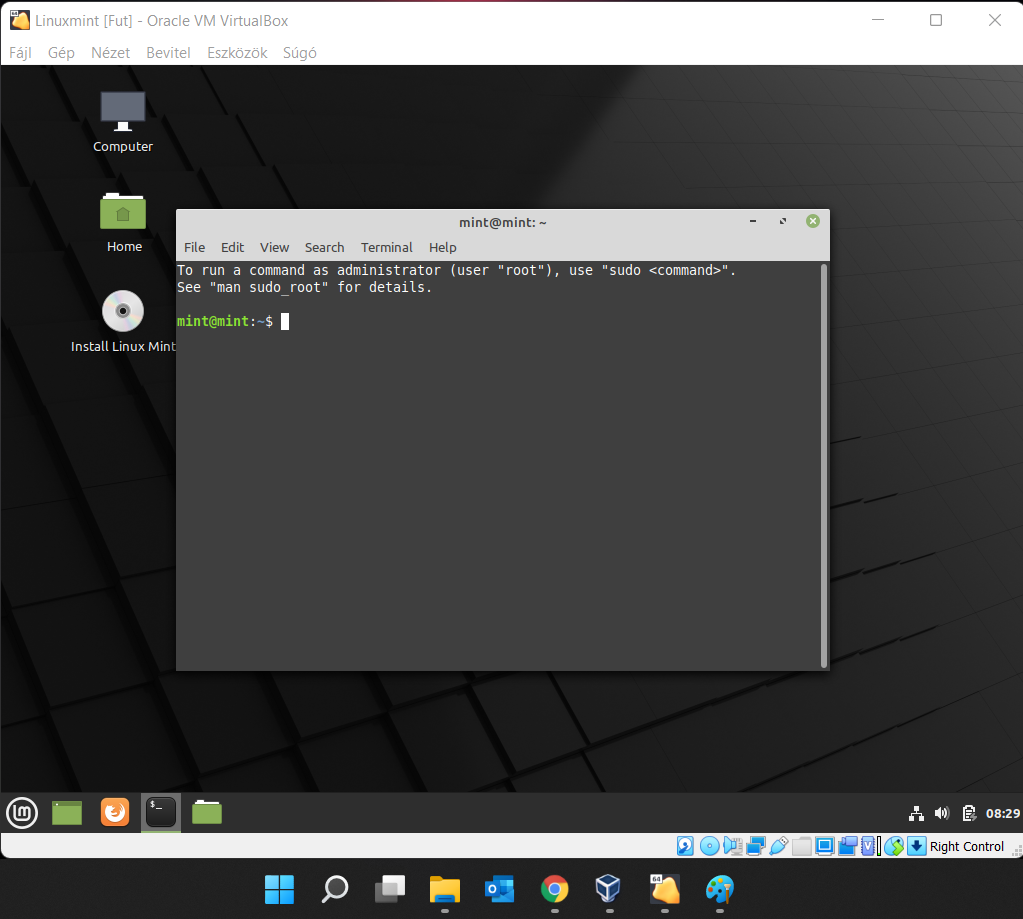 Linuxmint [Fut] - Oracle VM VirtualBox
Fájl Gép Nézet Bevitel Eszközök Súgó
Computer
Home
Install Linux Mint
mint@mint: ~
File Edit View Search Terminal Help
To run a command as administrator (user "root"), use "sudo <command>".
See "man sudo_root" for details.
mint@mint:~$
$_
08:29
Right Control